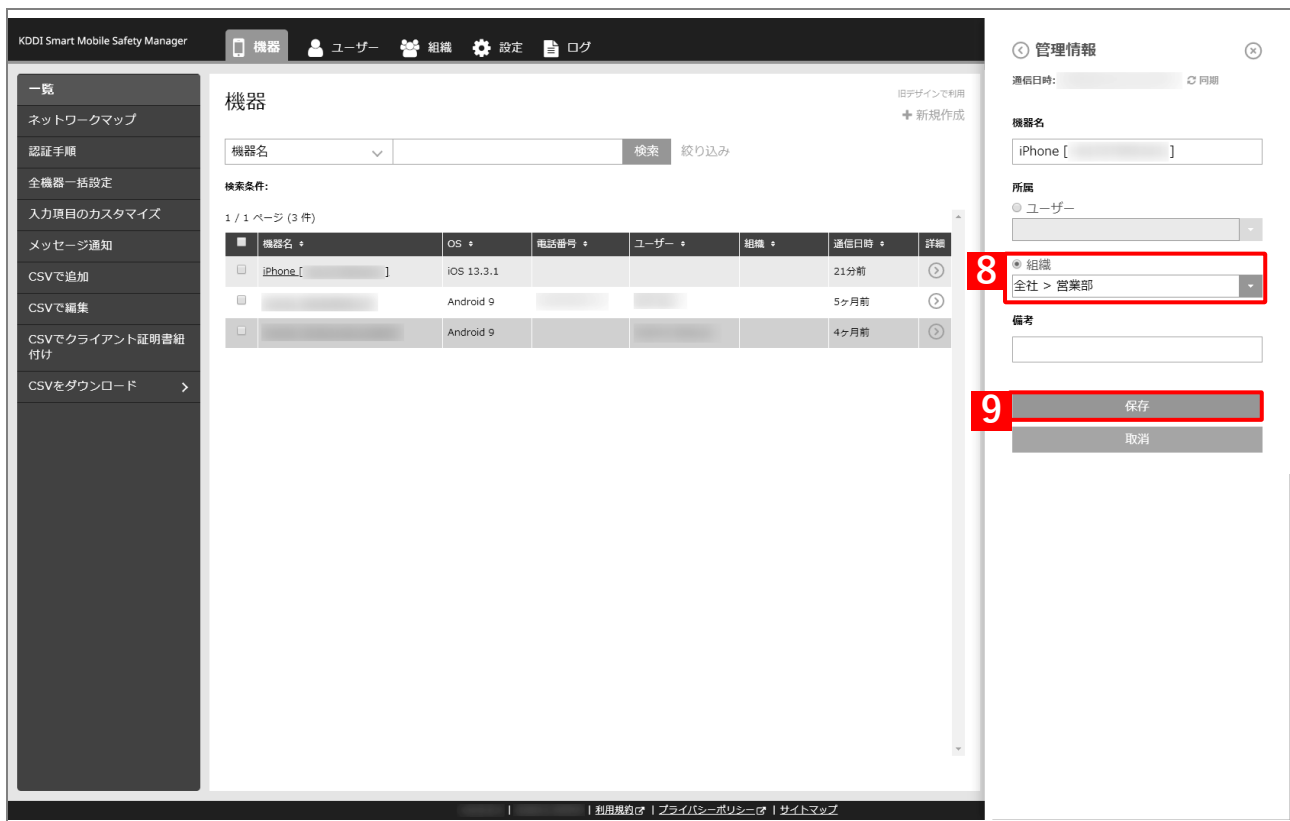 KDDI Smart Mobile Safety Manager
機器
ユーザー
組織
設定
ログ
一覧
ネットワークマップ
認証手順
全機器一括設定
入力項目のカスタマイズ
メッセージ通知
CSVで追加
CSVで編集
CSVでクライアント証明書紐
付け
CSVをダウンロード
機器
旧デザインで利用
新規作成
機器名 検索 絞り込み
検索条件:
1 / 1 ページ (3 件)
機器名 OS 電話番号 ユーザー 組織 通信日時 詳細
iPhone [ ] iOS 13.3.1 21分前
Android 9 5ヶ月前
Android 9 4ヶ月前
管理情報
通信日時: 同期
機器名
iPhone [ ]
所属
ユーザー
8
組織
全社 > 営業部
備考
9
保存
取消
| | 利用規約 | プライバシーポリシー | サイトマップ